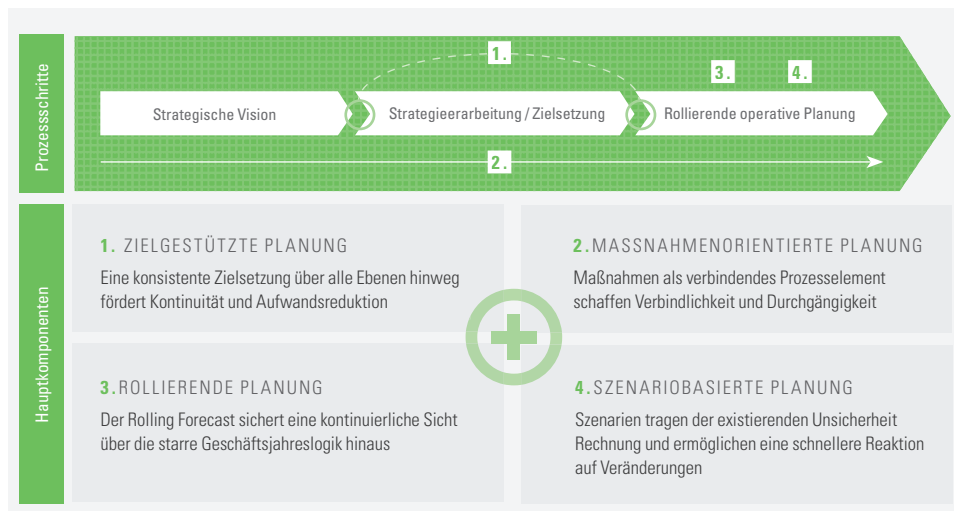 Prozessschritte
1.
3. 4.
Strategische Vision
Strategieerarbeitung / Zielsetzung
Rollierende operative Planung
2.
Hauptkomponenten
1. ZIELGESTÜTZTE PLANUNG
Eine konsistente Zielsetzung über alle Ebenen hinweg
fördert Kontinuität und Aufwandsreduktion
2. MASSNAHMENORIENTIERTE PLANUNG
Maßnahmen als verbindendes Prozesselement
schaffen Verbindlichkeit und Durchgängigkeit
3. ROLLIERENDE PLANUNG
Der Rolling Forecast sichert eine kontinuierliche Sicht
über die starre Geschäftsjahreslogik hinaus
4. SZENARIOBASIERTE PLANUNG
Szenarien tragen der existierenden Unsicherheit
Rechnung und ermöglichen eine schnellere Reaktion
auf Veränderungen